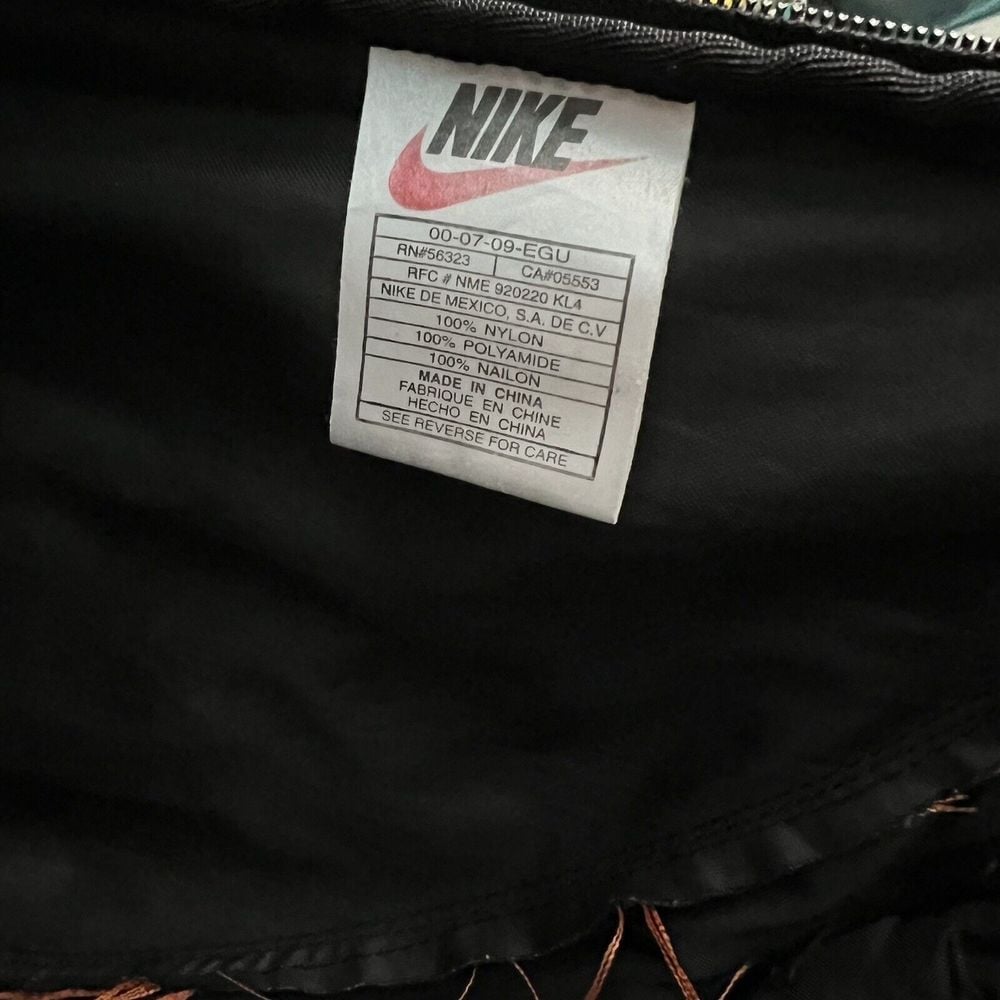 NIKE
00-07-09-EGU
RN#56323 CA#05553
RFC # NME 920220 KL4
NIKE DE MEXICO, S.A. DE C.V
100% NYLON
100% POLYAMIDE
100% NAILON
MADE IN CHINA
FABRIQUE EN CHINE
HECHO EN CHINA
SEE REVERSE FOR CARE